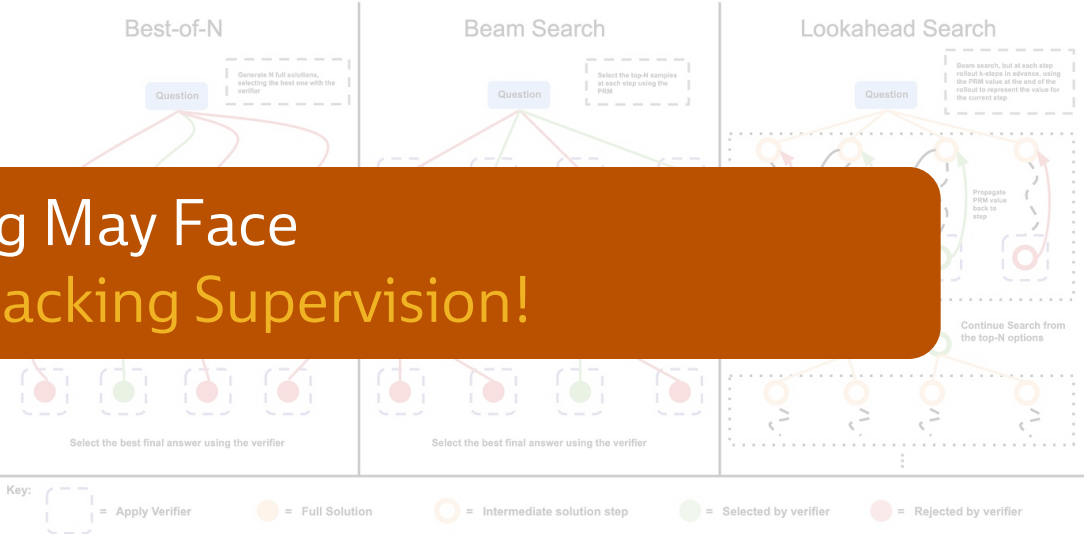 Best-of-N
Generate N full solutions,
selecting the best one with the
verifier
Question
Beam Search
Select the top-N samples
at each step using the
PRM
Question
Lookahead Search
Beam search, but at each step
rollout k-steps in advance, using
the PRM value at the end of the
rollout to represent the value for
the current step
Question
Propagate
PRM value
back to
step
g May Face
acking Supervision!
Continue Search from
the top-N options
Select the best final answer using the verifier
Select the best final answer using the verifier
Key:
= Apply Verifier
= Full Solution
= Intermediate solution step
= Selected by verifier
= Rejected by verifier